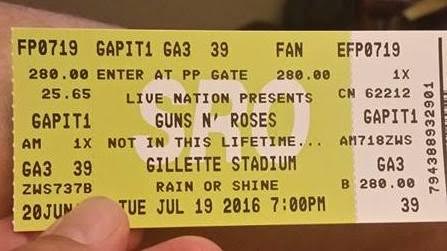 FP0719 GAPIT1 GA3 39 FAN EFP0719
280.00 ENTER AT PP GATE 280.00 1X
25.65 LIVE NATION PRESENTS CN 62212
GAPIT1 GUNS N' ROSES GAPIT1
AM 1X NOT IN THIS LIFETIME... AM718ZWS
GA3 39 GILLETTE STADIUM GA3
ZWS737B RAIN OR SHINE B 280.00
20JUN TUE JUL 19 2016 7:00PM 39
SRO
794388932901